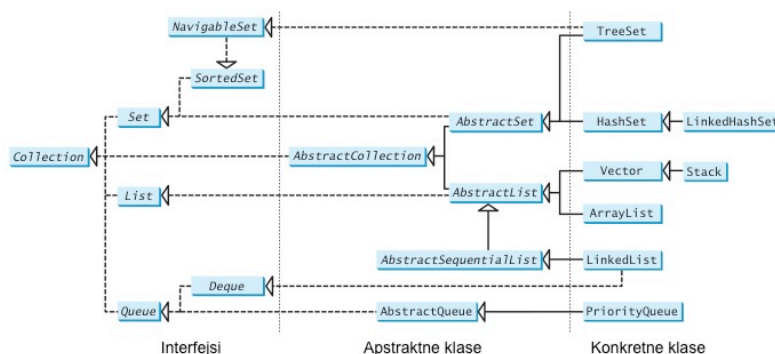 NavigableSet
TreeSet
SortedSet
Set
AbstractSet
HashSet
LinkedHashSet
Collection
AbstractCollection
Vector
Stack
List
AbstractList
ArrayList
AbstractSequentialList
LinkedList
Deque
Queue
AbstractQueue
PriorityQueue
Interfejsi
Apstraktne klase
Konkretne klase